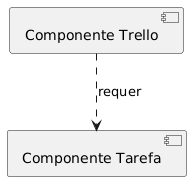 Componente Trello
requer
Componente Tarefa